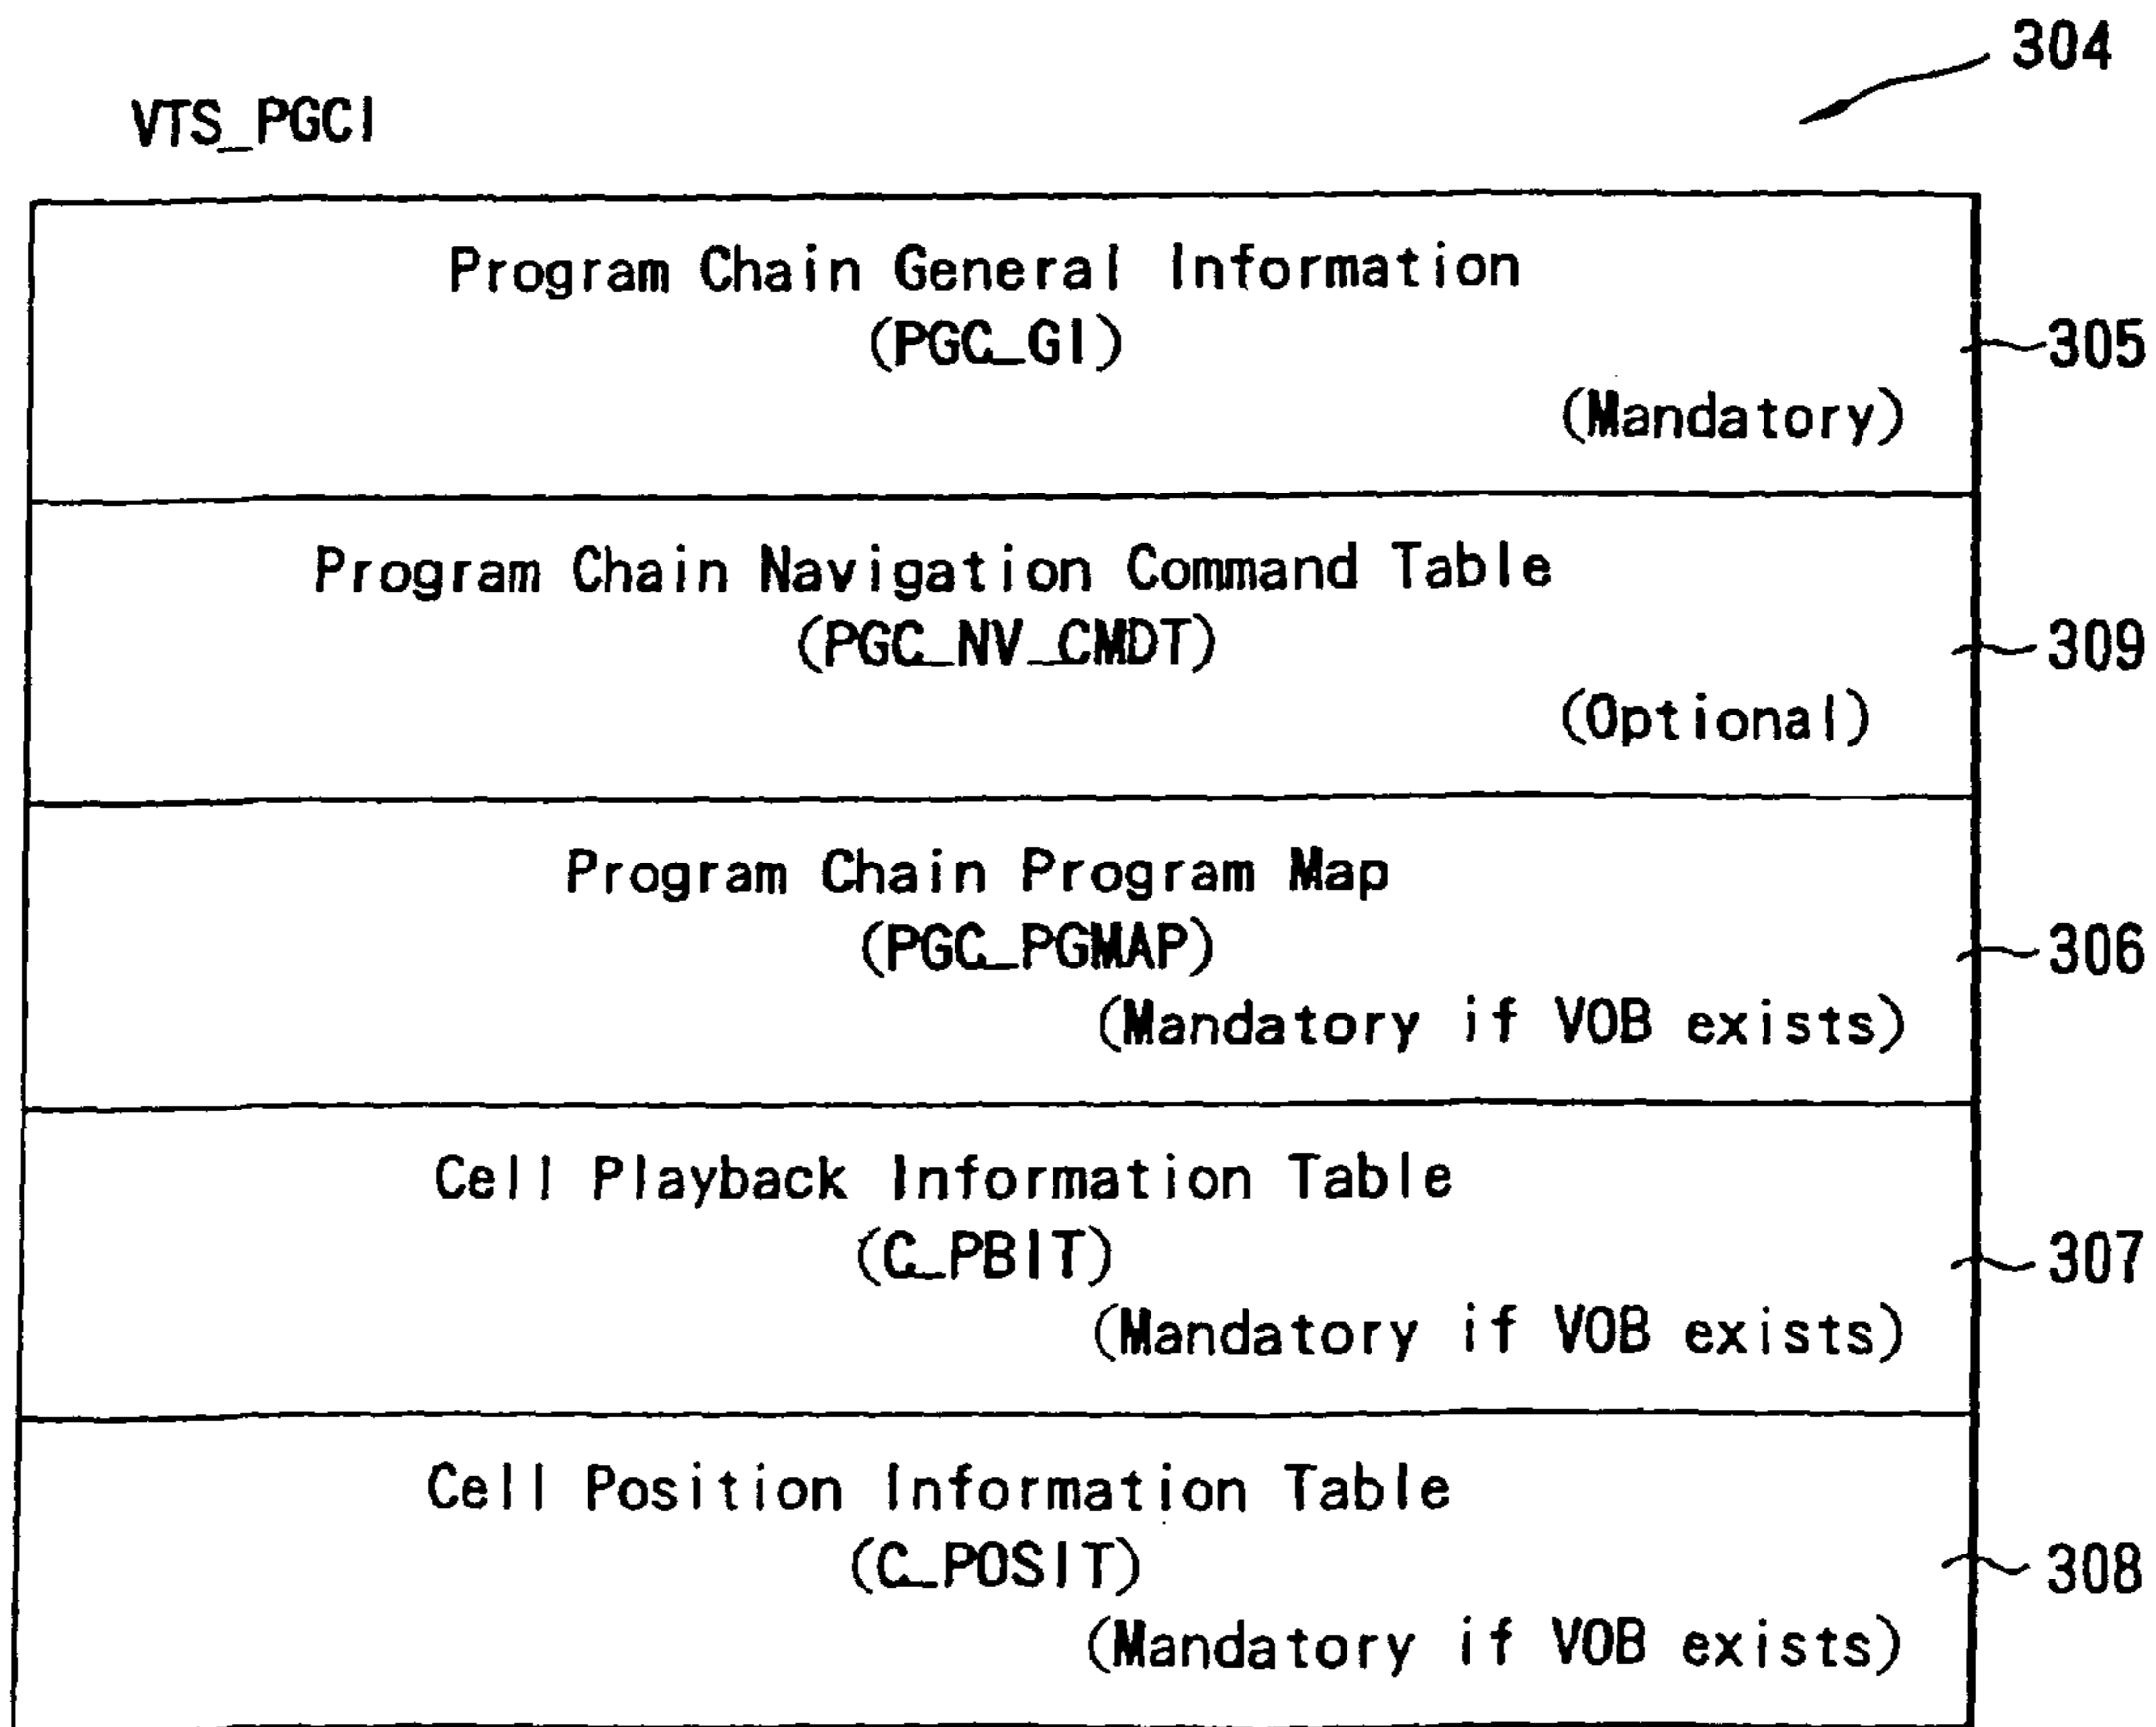 304
VTS_PGCI
Program Chain General Information
(PGC_GI)
(Mandatory)
305
Program Chain Navigation Command Table
(PGC_NV_CMDT)
(Optional)
309
Program Chain Program Map
(PGC_PGMAP)
(Mandatory if VOB exists)
306
Cell Playback Information Table
(C_PBIT)
(Mandatory if VOB exists)
307
Cell Position Information Table
(C_POSIT)
(Mandatory if VOB exists)
308